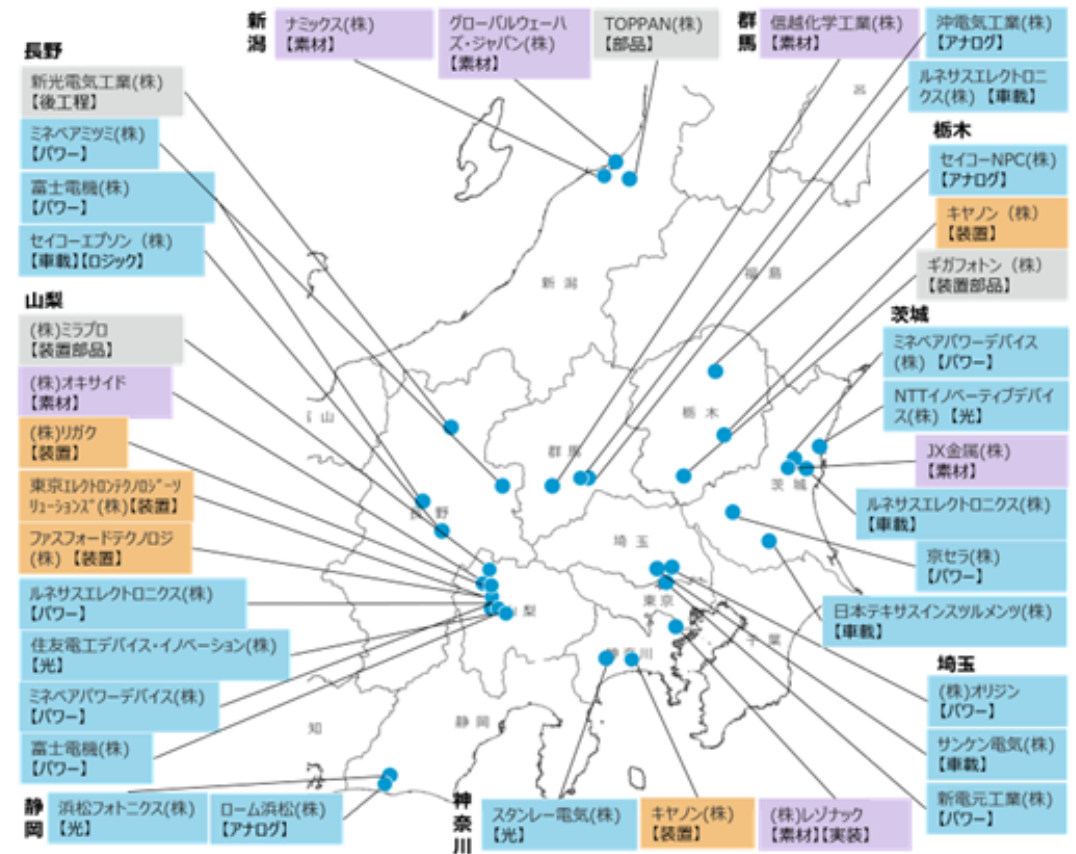 長野
新光電気工業(株)
【後工程】
ミネベアミツミ(株)
【パワー】
富士電機(株)
【パワー】
セイコーエプソン（株）
【車載】【ロジック】
山梨
(株)ミラプロ
【装置部品】
(株)オキサイド
【素材】
(株)リガク
【装置】
東京ｴﾚｸﾄﾛﾝﾃｸﾉﾛｼﾞｰｿ
ﾘｭｰｼｮﾝｽﾞ(株)【装置】
ファスフォードテクノロジ
(株) 【装置】
ルネサスエレクトロニクス(株)
【パワー】
住友電工デバイス・イノベーション(株)
【光】
ミネベアパワーデバイス(株)
【パワー】
富士電機(株)
【パワー】
静岡
浜松フォトニクス(株)
【光】
ローム浜松(株)
【アナログ】
新潟
ナミックス(株)
【素材】
グローバルウェーハ
ズ・ジャパン(株)
【素材】
TOPPAN(株)
【部品】
群馬
信越化学工業(株)
【素材】
沖電気工業(株)
【アナログ】
ルネサスエレクトロニ
クス(株) 【車載】
栃木
セイコーNPC(株)
【アナログ】
キヤノン（株）
【装置】
ギガフォトン（株）
【装置部品】
茨城
ミネベアパワーデバイス
(株) 【パワー】
NTTイノベーティブデバイ
ス(株) 【光】
JX金属(株)
【素材】
ルネサスエレクトロニクス(株)
【車載】
京セラ(株)
【パワー】
日本テキサスインスツルメンツ(株)
【車載】
埼玉
(株)オリジン
【パワー】
サンケン電気(株)
【車載】
新電元工業(株)
【パワー】
神奈川
スタンレー電気(株)
【光】
キヤノン(株)
【装置】
(株)レゾナック
【素材】【実装】
新潟
福島
栃木
群馬
茨城
長野
埼玉
東京
山梨
千葉
神奈川
静岡
知
山